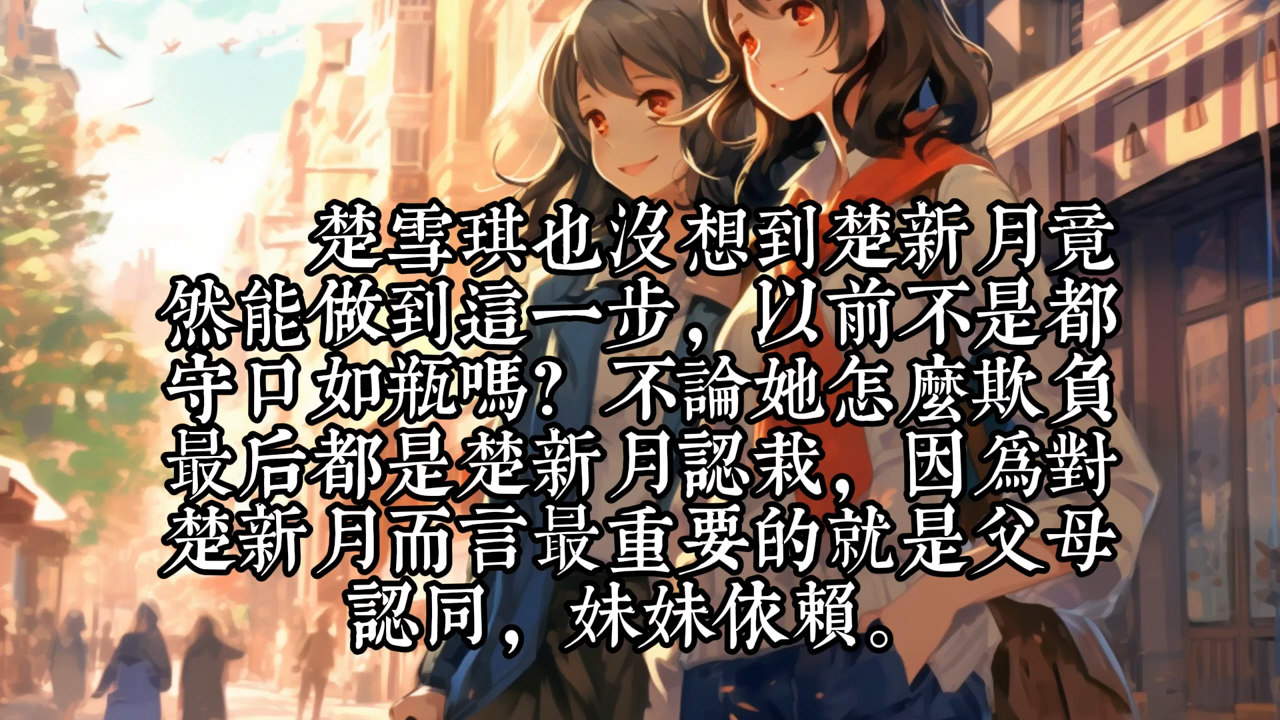 楚雪琪也沒想到楚新月竟
然能做到這一步，以前不是都
守口如瓶嗎？不論她怎麼欺負
最后都是楚新月認栽，因爲對
楚新月而言最重要的就是父母
認同，妹妹依賴。